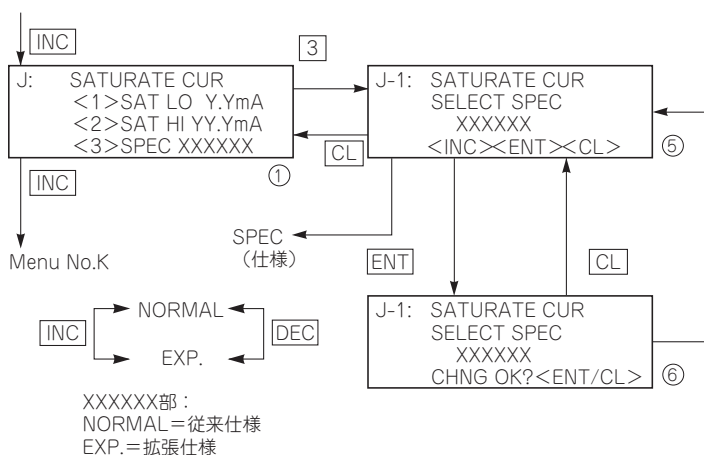 INC
3
J: SATURATE CUR
<1>SAT LO Y.YmA
<2>SAT HI YY.YmA
<3>SPEC XXXXXX
①
J-1: SATURATE CUR
SELECT SPEC
XXXXXX
<INC><ENT><CL>
⑤
CL
INC
Menu No.K
SPEC
（仕様）
ENT
CL
J-1: SATURATE CUR
SELECT SPEC
XXXXXX
CHNG OK?<ENT/CL>
⑥
INC
NORMAL
EXP.
DEC
XXXXXX部：
NORMAL＝従来仕様
EXP.＝拡張仕様